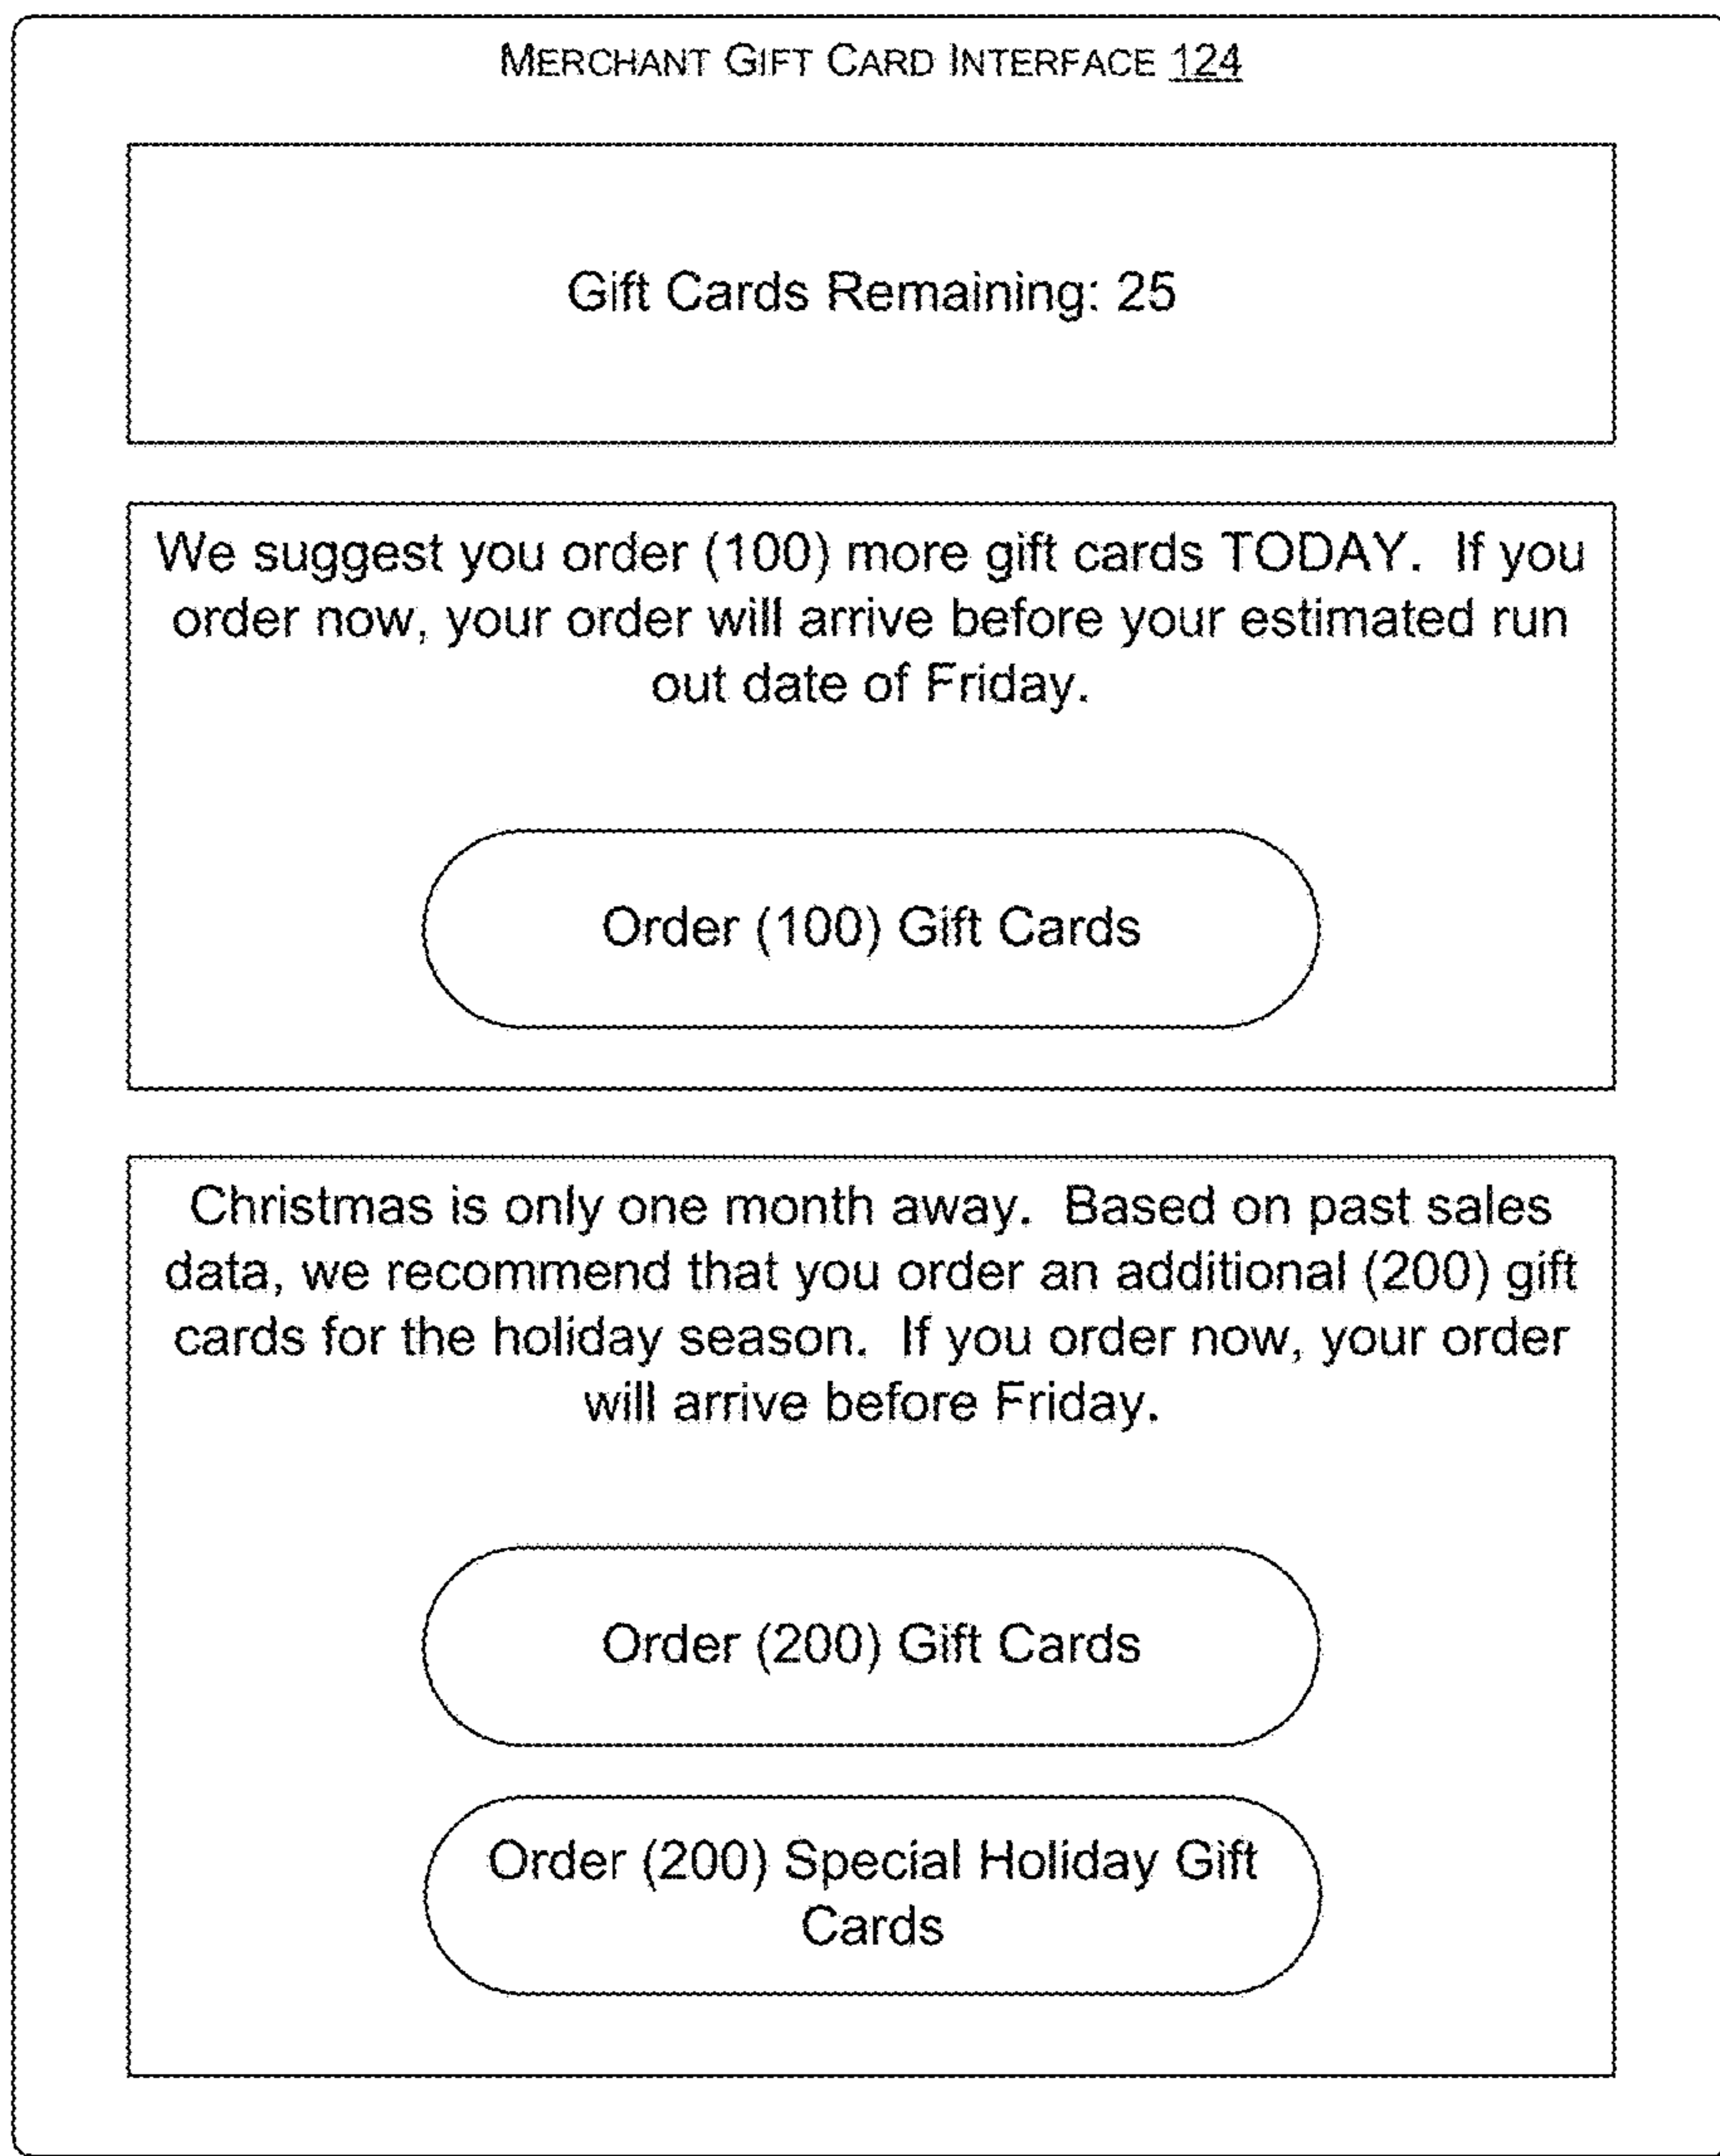 MERCHANT GIFT CARD INTERFACE 124
Gift Cards Remaining: 25
We suggest you order (100) more gift cards TODAY. If you
order now, your order will arrive before your estimated run
out date of Friday.
Order (100) Gift Cards
Christmas is only one month away. Based on past sales
data, we recommend that you order an additional (200) gift
cards for the holiday season. If you order now, your order
will arrive before Friday.
Order (200) Gift Cards
Order (200) Special Holiday Gift
Cards